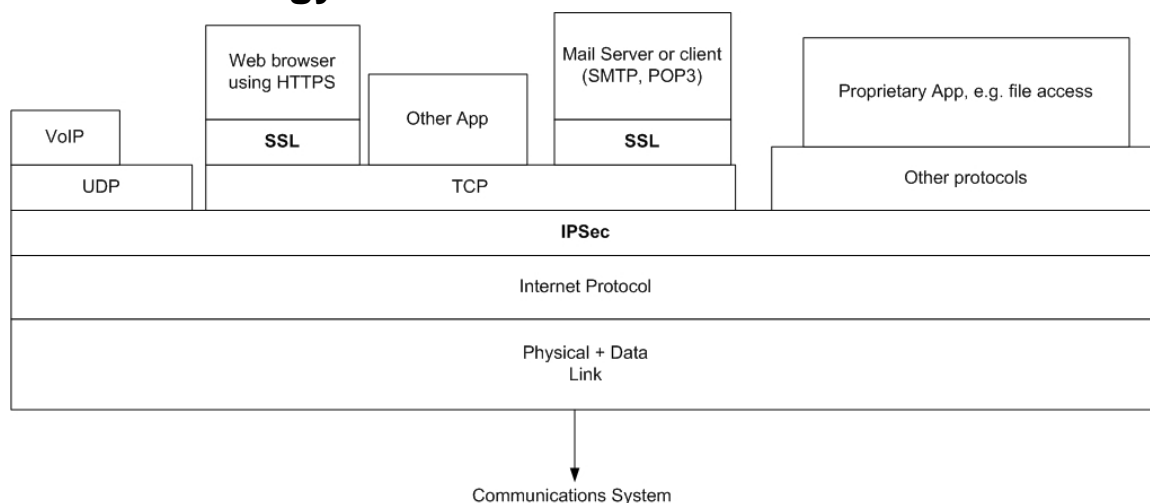 gy
Web browser
using HTTPS
Mail Server or client
(SMTP, POP3)
Proprietary App, e.g. file access
Other App
VoIP
SSL
SSL
UDP
TCP
Other protocols
IPSec
Internet Protocol
Physical + Data
Link
Communications System